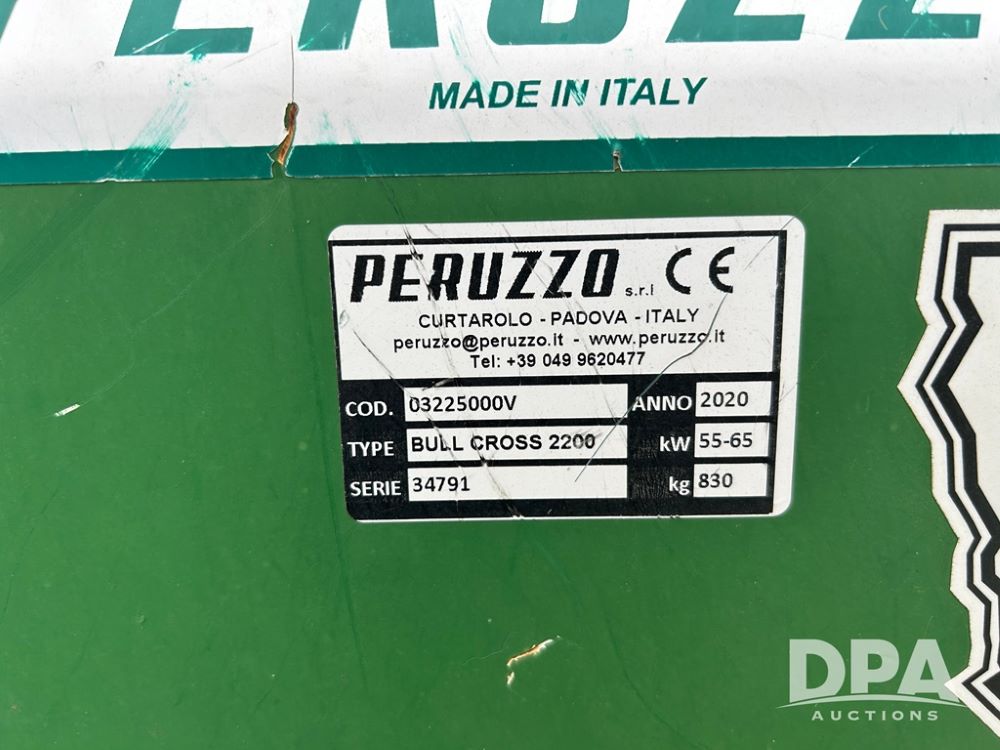 PERUZZ
MADE IN ITALY
PERUZZO s.r.l CE
CURTAROLO - PADOVA - ITALY
peruzzo@peruzzo.it - www.peruzzo.it
Tel: +39 049 9620477
COD. 03225000V ANNO 2020
TYPE BULL CROSS 2200 kW 55-65
SERIE 34791 kg 830
DPA
AUCTIONS